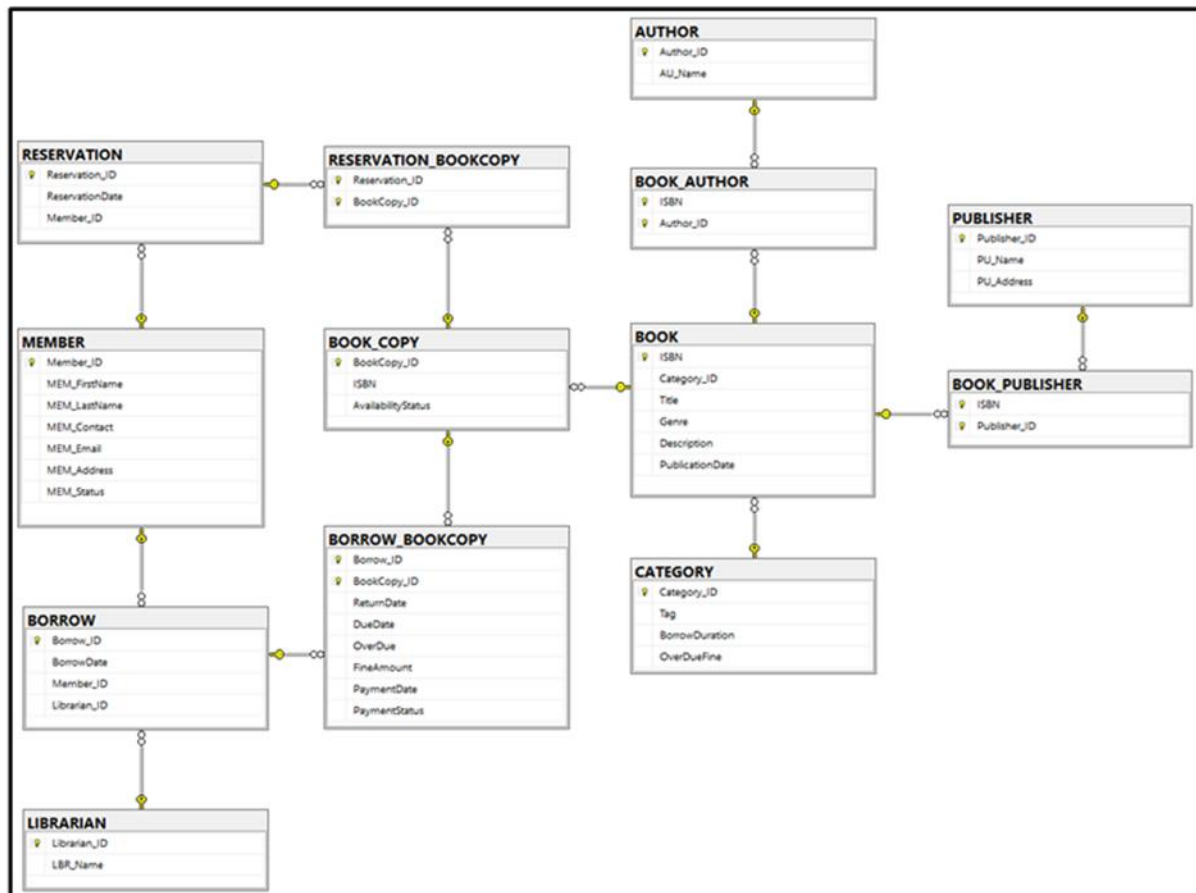 AUTHOR
Author_ID
AU_Name
RESERVATION
Reservation_ID
ReservationDate
Member_ID
RESERVATION_BOOKCOPY
Reservation_ID
BookCopy_ID
BOOK_AUTHOR
ISBN
Author_ID
PUBLISHER
Publisher_ID
PU_Name
PU_Address
MEMBER
Member_ID
MEM_FirstName
MEM_LastName
MEM_Contact
MEM_Email
MEM_Address
MEM_Status
BOOK_COPY
BookCopy_ID
ISBN
AvailabilityStatus
BOOK
ISBN
Category_ID
Title
Genre
Description
PublicationDate
BOOK_PUBLISHER
ISBN
Publisher_ID
BORROW_BOOKCOPY
Borrow_ID
BookCopy_ID
ReturnDate
DueDate
OverDue
FineAmount
PaymentDate
PaymentStatus
CATEGORY
Category_ID
Tag
BorrowDuration
OverDueFine
BORROW
Borrow_ID
BorrowDate
Member_ID
Librarian_ID
LIBRARIAN
Librarian_ID
LBR_Name